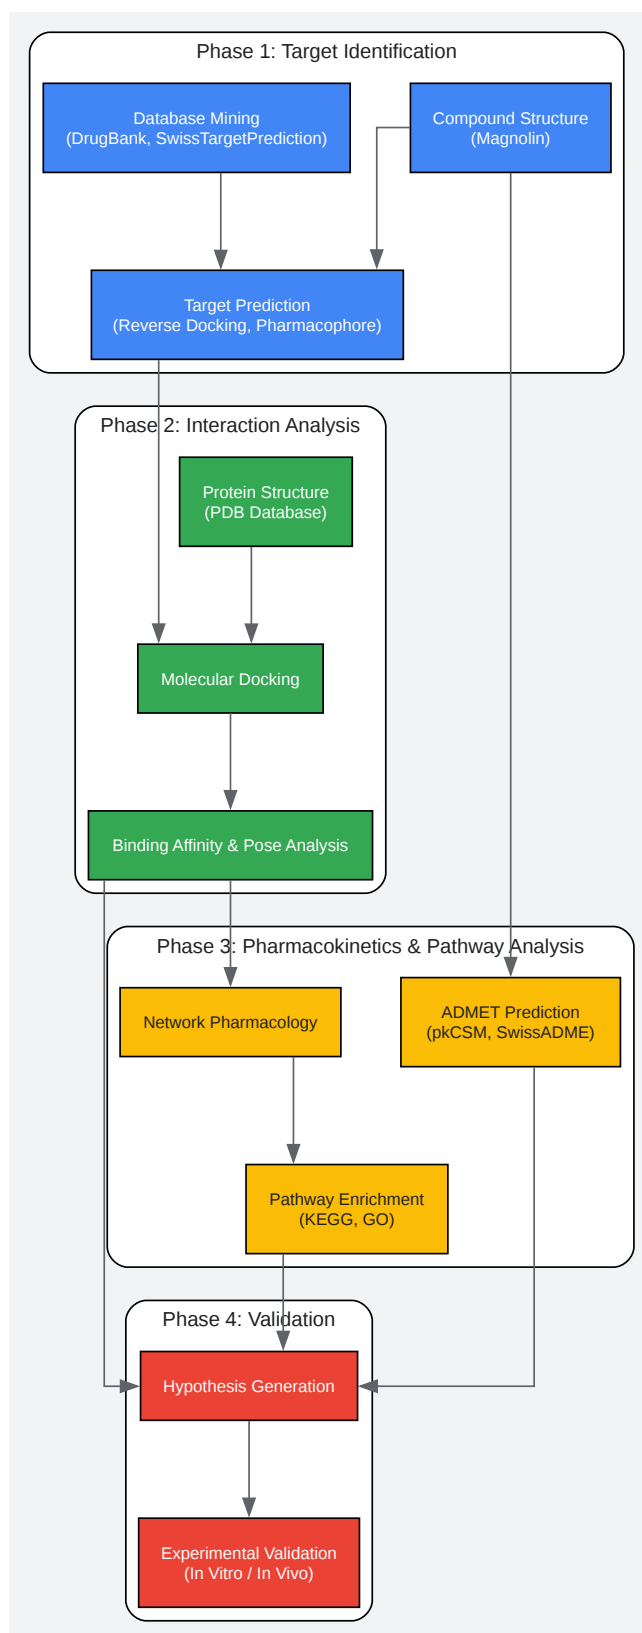 Phase 1: Target Identification
Database Mining
(DrugBank, SwissTargetPrediction)
Compound Structure
(Magnolin)
Target Prediction
(Reverse Docking, Pharmacophore)
Phase 2: Interaction Analysis
Protein Structure
(PDB Database)
Molecular Docking
Binding Affinity & Pose Analysis
Phase 3: Pharmacokinetics & Pathway Analysis
Network Pharmacology
ADMET Prediction
(pkCSM, SwissADME)
Pathway Enrichment
(KEGG, GO)
Phase 4: Validation
Hypothesis Generation
Experimental Validation
(In Vitro / In Vivo)